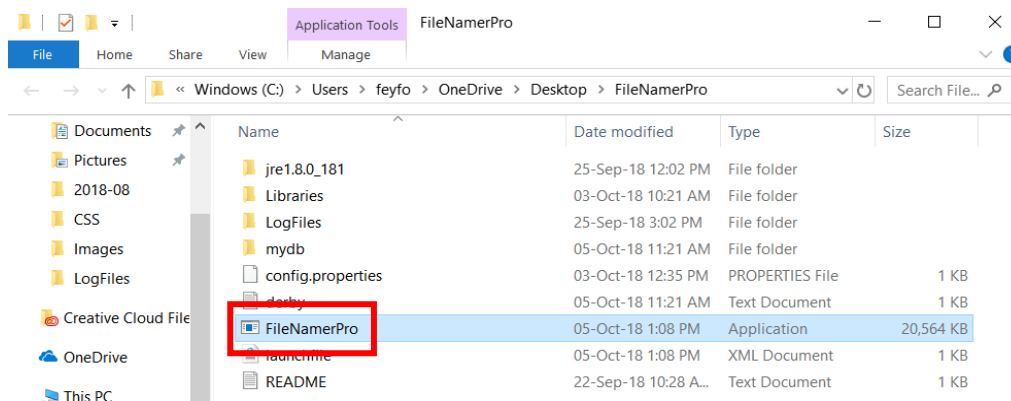 Application Tools FileNamerPro
File Home Share View Manage
« Windows (C:) > Users > feyfo > OneDrive > Desktop > FileNamerPro Search File...
Documents
Pictures
2018-08
CSS
Images
LogFiles
Creative Cloud File
OneDrive
This PC
Name Date modified Type Size
jre1.8.0_181 25-Sep-18 12:02 PM File folder
Libraries 03-Oct-18 10:21 AM File folder
LogFiles 25-Sep-18 3:02 PM File folder
mydb 05-Oct-18 11:21 AM File folder
config.properties 03-Oct-18 12:35 PM PROPERTIES File 1 KB
derby 05-Oct-18 11:21 AM Text Document 1 KB
FileNamerPro 05-Oct-18 1:08 PM Application 20,564 KB
launchfile 05-Oct-18 1:08 PM XML Document 1 KB
README 22-Sep-18 10:28 A... Text Document 1 KB